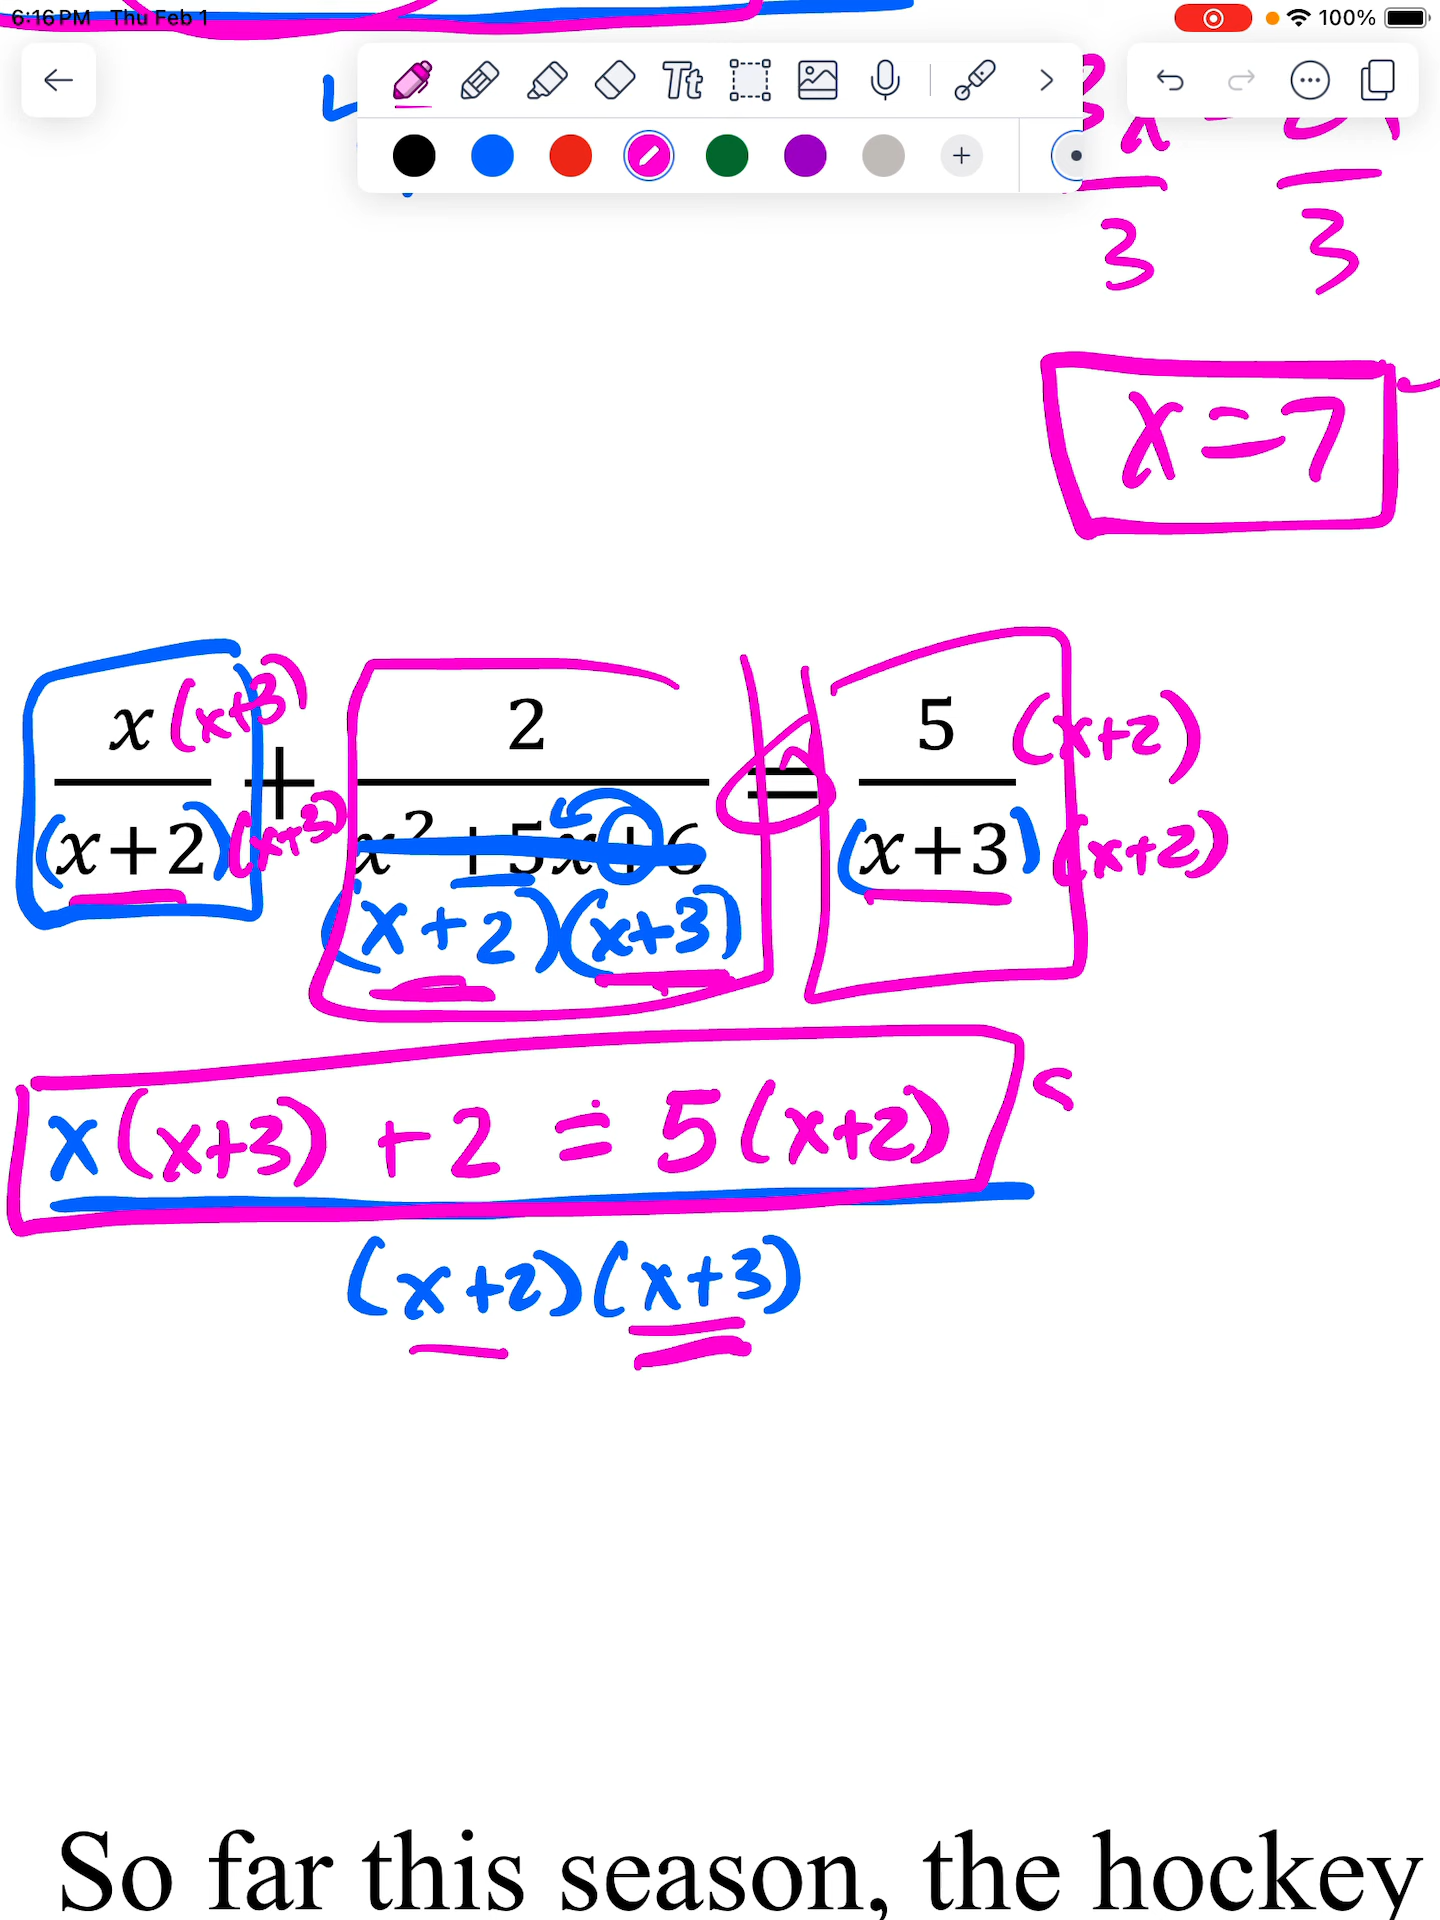 6:16 PM Thu Feb 1
100%
Tt
3 3
x=7
x (x+3) 2 5 (x+2)
+ =
(x+2) (x+3) x² + 5x + 6 (x+3) (x+2)
(x+2)(x+3)
x(x+3) + 2 = 5(x+2)
(x+2)(x+3)
So far this season, the hockey